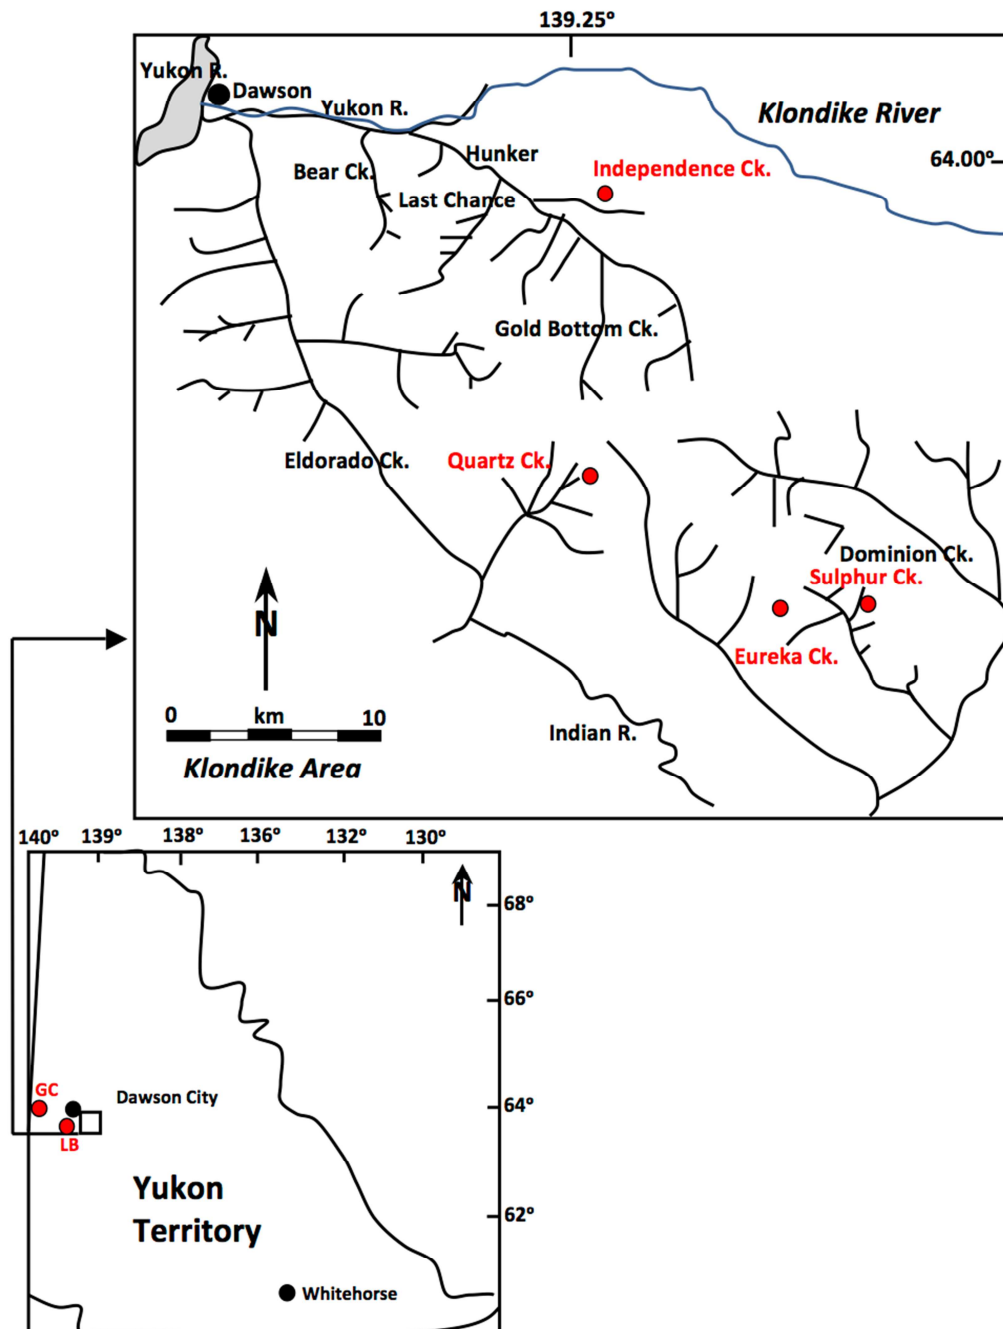 139.25°
Yukon R.
Dawson
Yukon R.
Klondike River
Hunker
64.00°
Bear Ck.
Independence Ck.
Last Chance
Gold Bottom Ck.
Eldorado Ck.
Quartz Ck.
Dominion Ck.
Sulphur Ck.
N
Eureka Ck.
0 km 10
Indian R.
Klondike Area
140° 139° 138° 136° 132° 130°
N
68°
66°
GC
Dawson City
64°
LB
Yukon
Territory
62°
Whitehorse